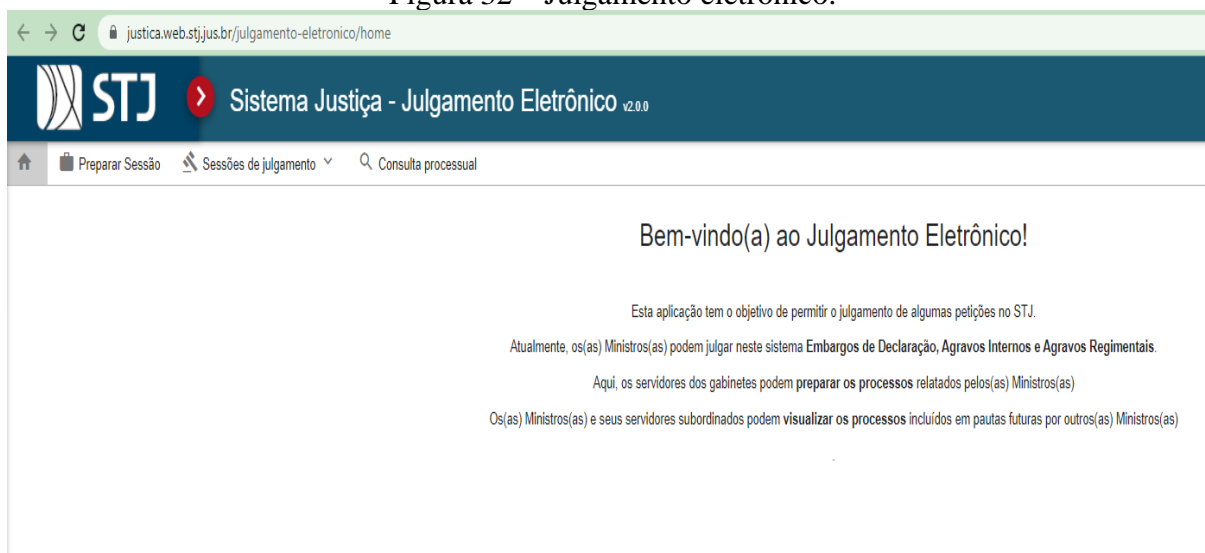 Figura 32 – Julgamento eletrônico.
justica.web.stj.jus.br/julgamento-eletronico/home
STJ Sistema Justiça - Julgamento Eletrônico v2.0.0
Preparar Sessão Sessões de julgamento Consulta processual
Bem-vindo(a) ao Julgamento Eletrônico!
Esta aplicação tem o objetivo de permitir o julgamento de algumas petições no STJ.
Atualmente, os(as) Ministros(as) podem julgar neste sistema Embargos de Declaração, Agravos Internos e Agravos Regimentais.
Aqui, os servidores dos gabinetes podem preparar os processos relatados pelos(as) Ministros(as)
Os(as) Ministros(as) e seus servidores subordinados podem visualizar os processos incluídos em pautas futuras por outros(as) Ministros(as)
.